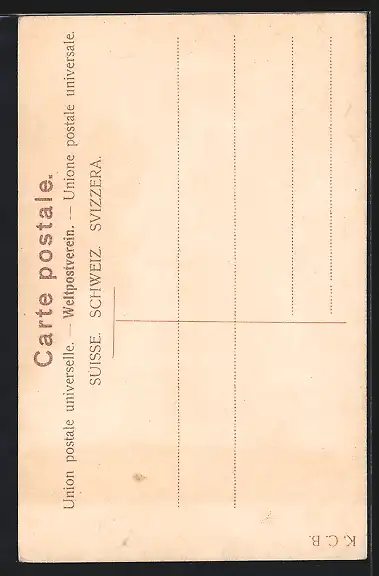 Carte postale.
Union postale universelle. — Weltpostverein. — Unione postale universale.
SUISSE. SCHWEIZ. SVIZZERA.
K. C. B.